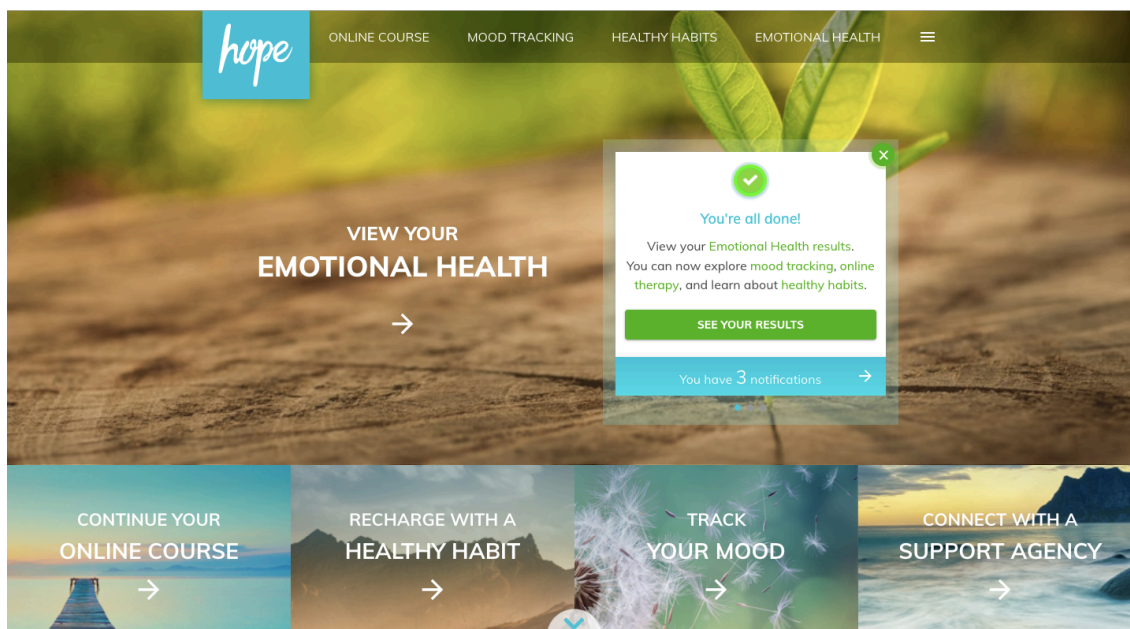 hope
ONLINE COURSE
MOOD TRACKING
HEALTHY HABITS
EMOTIONAL HEALTH
VIEW YOUR
EMOTIONAL HEALTH
You're all done!
View your Emotional Health results.
You can now explore mood tracking, online
therapy, and learn about healthy habits.
SEE YOUR RESULTS
You have 3 notifications
CONTINUE YOUR
ONLINE COURSE
RECHARGE WITH A
HEALTHY HABIT
TRACK
YOUR MOOD
CONNECT WITH A
SUPPORT AGENCY